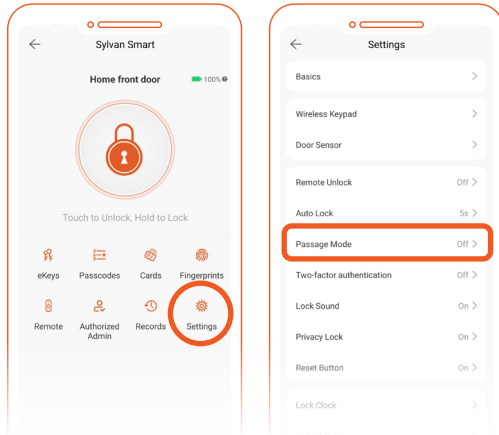 Sylvan Smart
Home front door
100%
Touch to Unlock, Hold to Lock
eKeys Passcodes Cards Fingerprints
Remote Authorized Admin Records Settings
Settings
Basics
Wireless Keypad
Door Sensor
Remote Unlock Off
Auto Lock 5s
Passage Mode Off
Two-factor authentication Off
Lock Sound On
Privacy Lock On
Reset Button On
Lock Clock